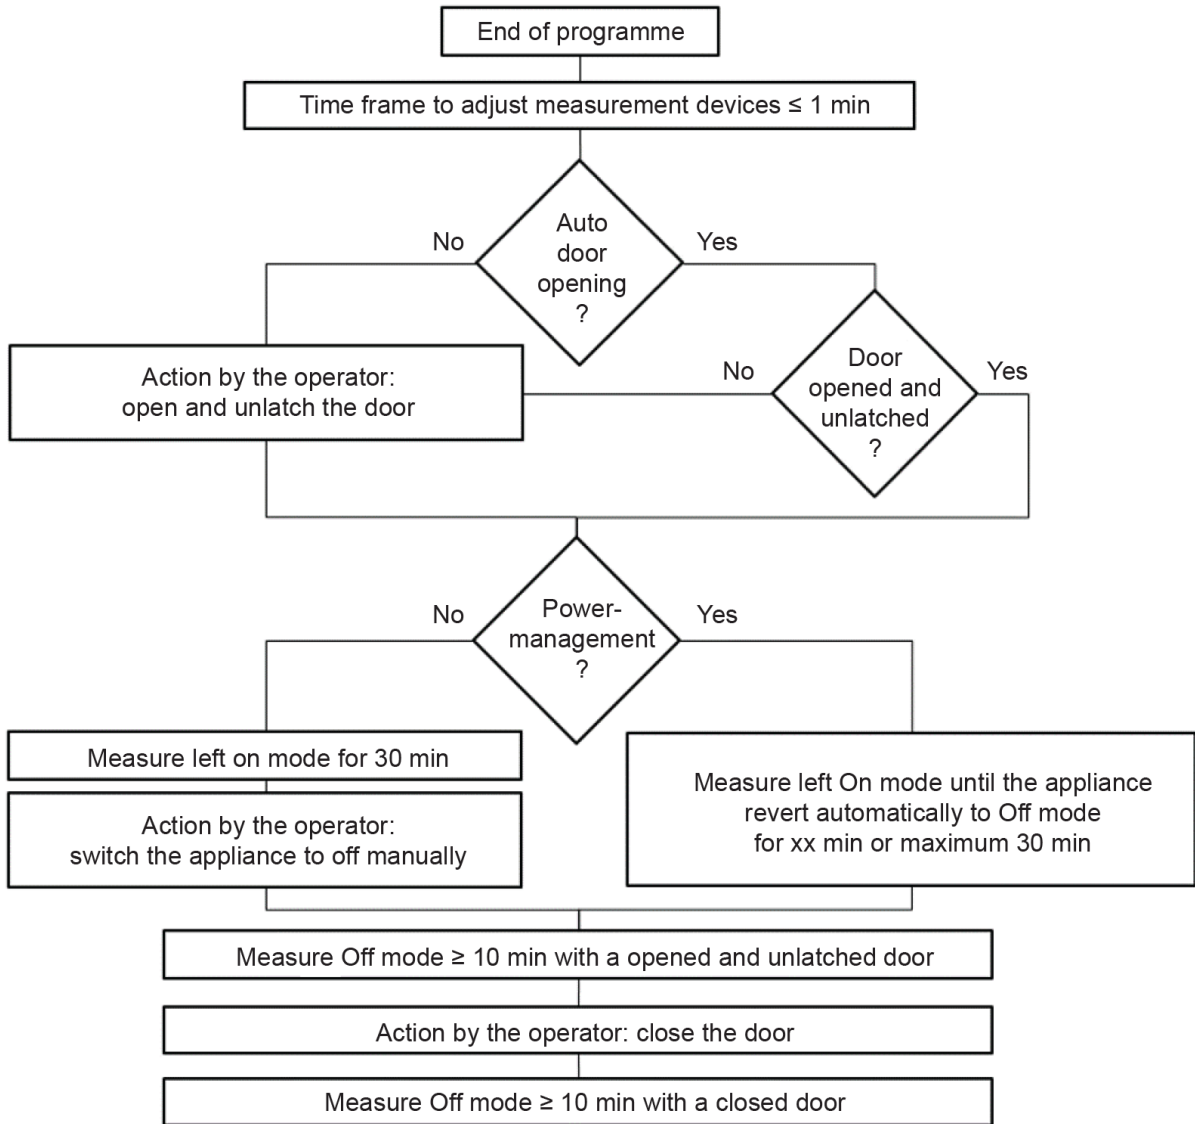 End of programme
Time frame to adjust measurement devices ≤ 1 min
Auto
door
opening
?
No
Yes
Door
opened and
unlatched
?
No
Yes
Action by the operator:
open and unlatch the door
Power-
management
?
No
Yes
Measure left on mode for 30 min
Action by the operator:
switch the appliance to off manually
Measure left On mode until the appliance
revert automatically to Off mode
for xx min or maximum 30 min
Measure Off mode ≥ 10 min with a opened and unlatched door
Action by the operator: close the door
Measure Off mode ≥ 10 min with a closed door